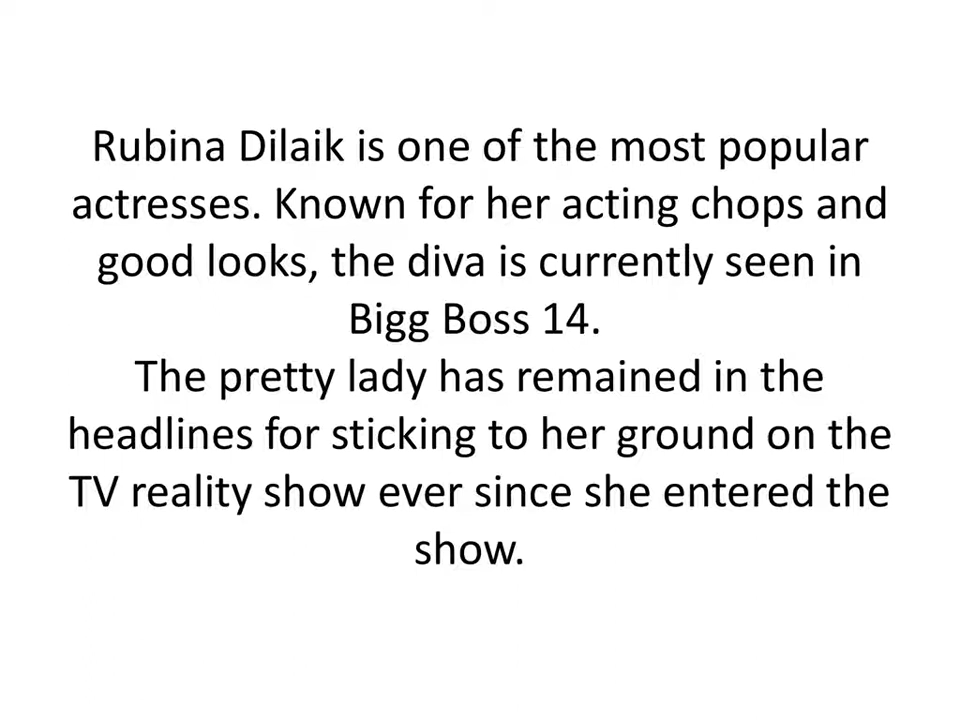 Rubina Dilaik is one of the most popular
actresses. Known for her acting chops and
good looks, the diva is currently seen in
Bigg Boss 14.
The pretty lady has remained in the
headlines for sticking to her ground on the
TV reality show ever since she entered the
show.